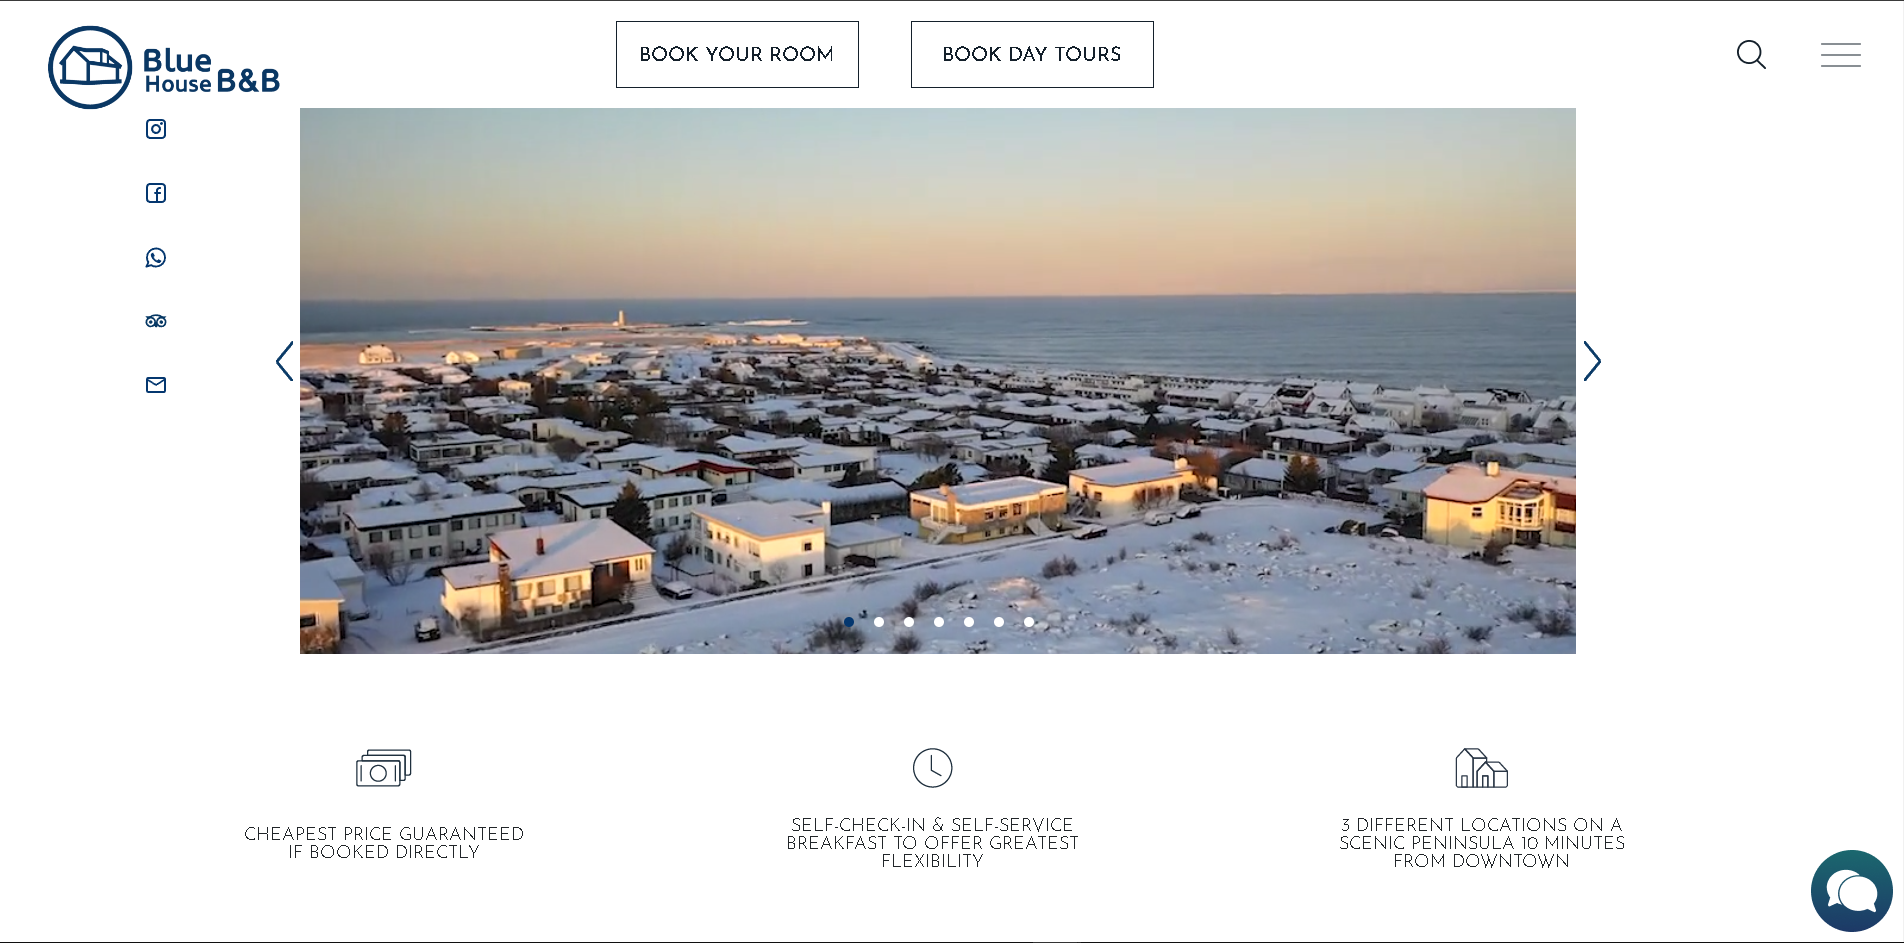 Blue
House B&B
BOOK YOUR ROOM
BOOK DAY TOURS
CHEAPEST PRICE GUARANTEED
IF BOOKED DIRECTLY
SELF-CHECK-IN & SELF-SERVICE
BREAKFAST TO OFFER GREATEST
FLEXIBILITY
3 DIFFERENT LOCATIONS ON A
SCENIC PENINSULA 10 MINUTES
FROM DOWNTOWN